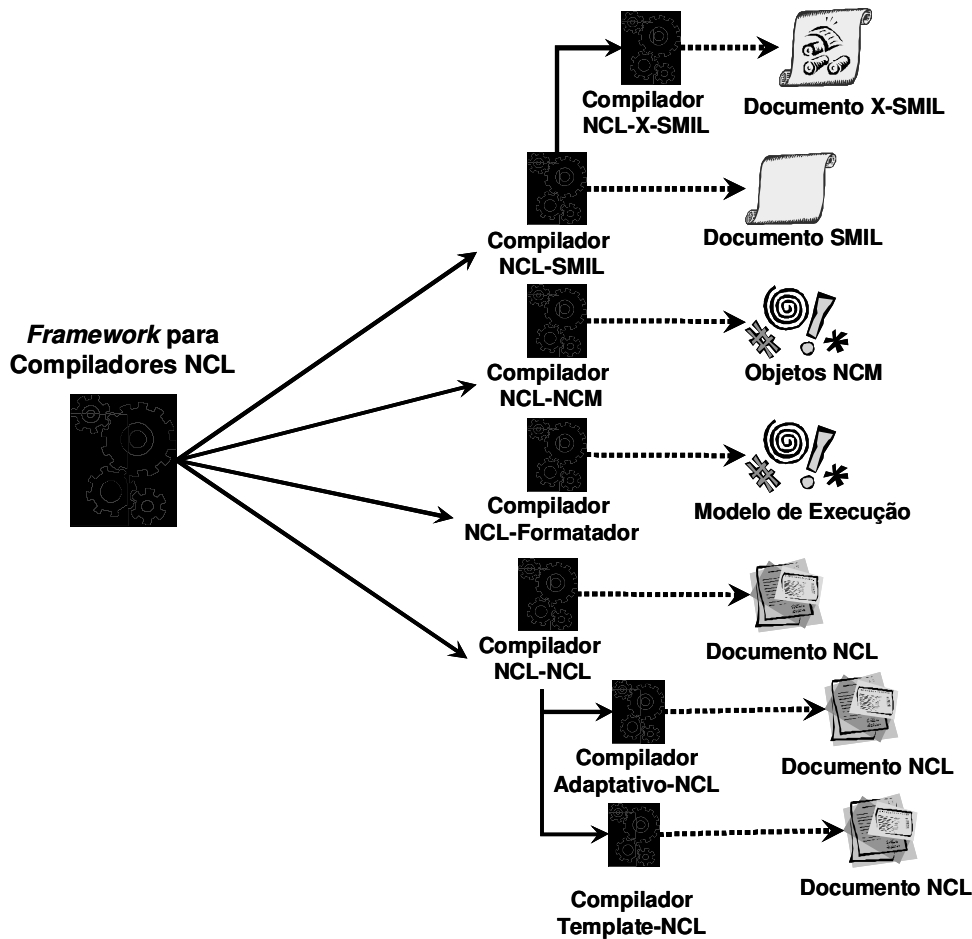 Compilador
NCL-X-SMIL
Documento X-SMIL
Compilador
NCL-SMIL
Documento SMIL
Framework para
Compiladores NCL
Compilador
NCL-NCM
Objetos NCM
Compilador
NCL-Formatador
Modelo de Execução
Compilador
NCL-NCL
Documento NCL
Compilador
Adaptativo-NCL
Documento NCL
Compilador
Template-NCL
Documento NCL